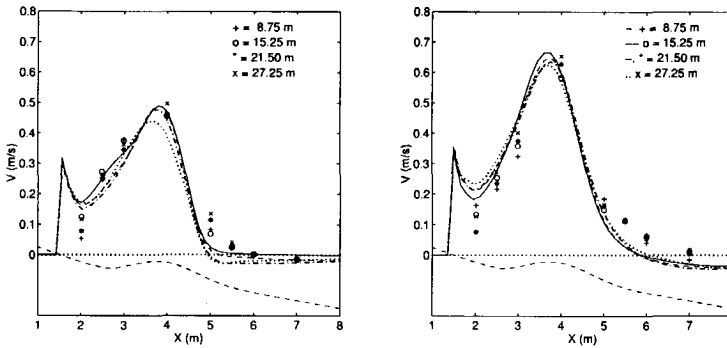 0.8
0.7
0.6
0.5
0.4
0.3
0.2
0.1
0
V (m/s)
1 2 3 4 5 6 7 8
X (m)
+ = 8.75 m
o = 15.25 m
* = 21.50 m
x = 27.25 m
0.8
0.7
0.6
0.5
0.4
0.3
0.2
0.1
0
V (m/s)
1 2 3 4 5 6 7
X (m)
+ = 8.75 m
o = 15.25 m
* = 21.50 m
x = 27.25 m